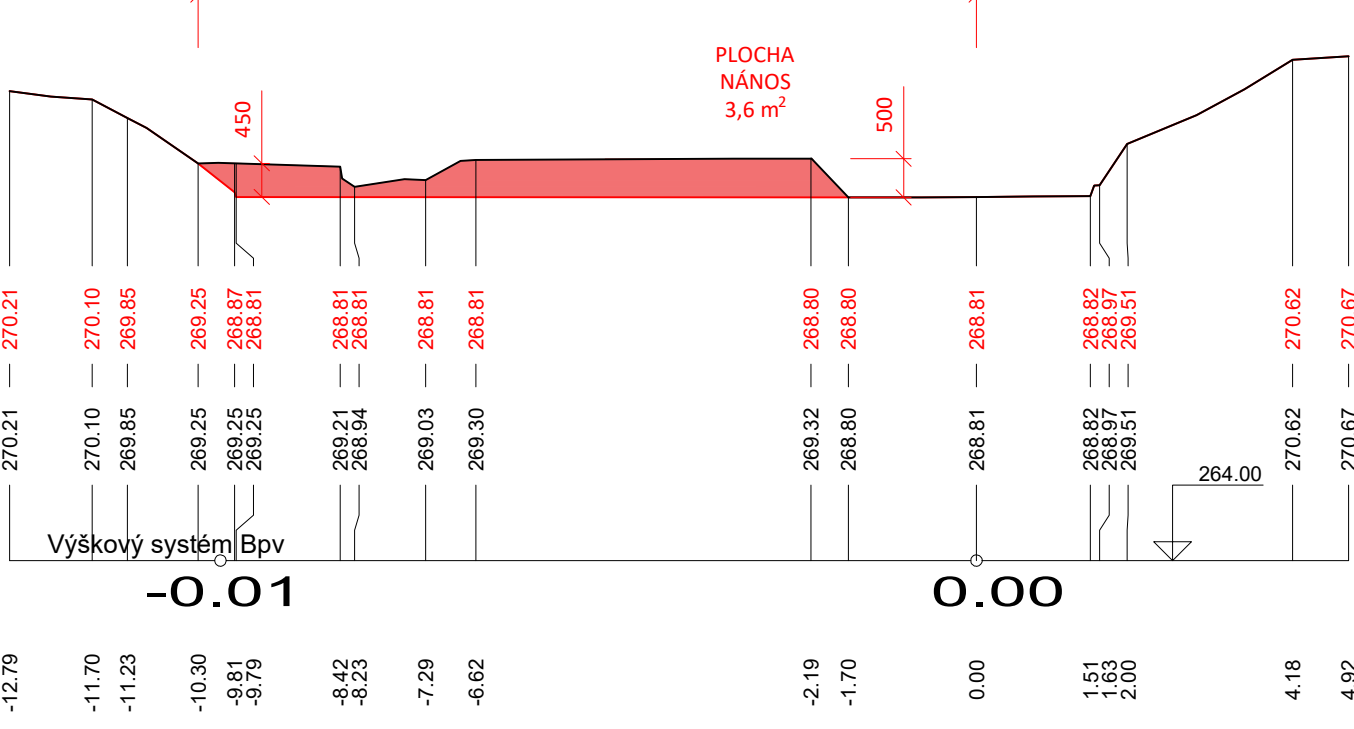 PLOCHA
NÁNOS
3,6 m²
450
500
270.21 270.10 269.85 269.25 268.87 268.81 268.81 268.81 268.81 268.81 268.80 268.80 268.81 268.82 268.97 269.51 270.62 270.67
270.21 270.10 269.85 269.25 269.25 269.25 269.21 268.94 269.03 269.30 269.32 268.80 268.81 268.82 268.97 269.51 270.62 270.67
264.00
Výškový systém Bpv
-0.01 0.00
-12.79 -11.70 -11.23 -10.30 -9.81 -9.79 -8.42 -8.23 -7.29 -6.62 -2.19 -1.70 0.00 1.51 1.63 2.00 4.18 4.92